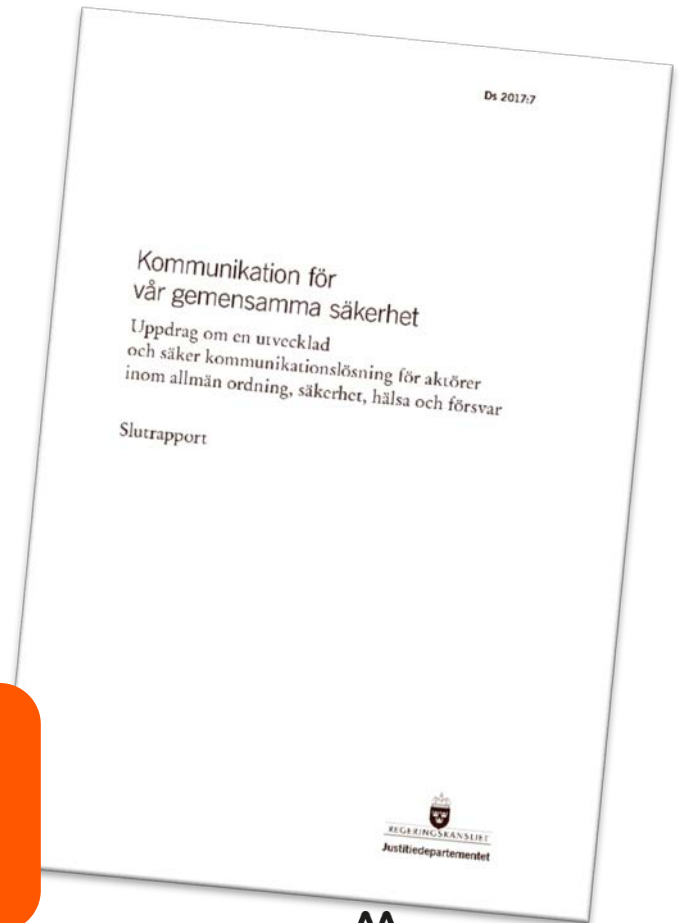 Ds 2017:7
Kommunikation för
vår gemensamma säkerhet
Uppdrag om en utvecklad
och säker kommunikationslösning för aktörer
inom allmän ordning, säkerhet, hälsa och försvar
Slutrapport
REGERINGSKANSLIET
Justitiedepartementet